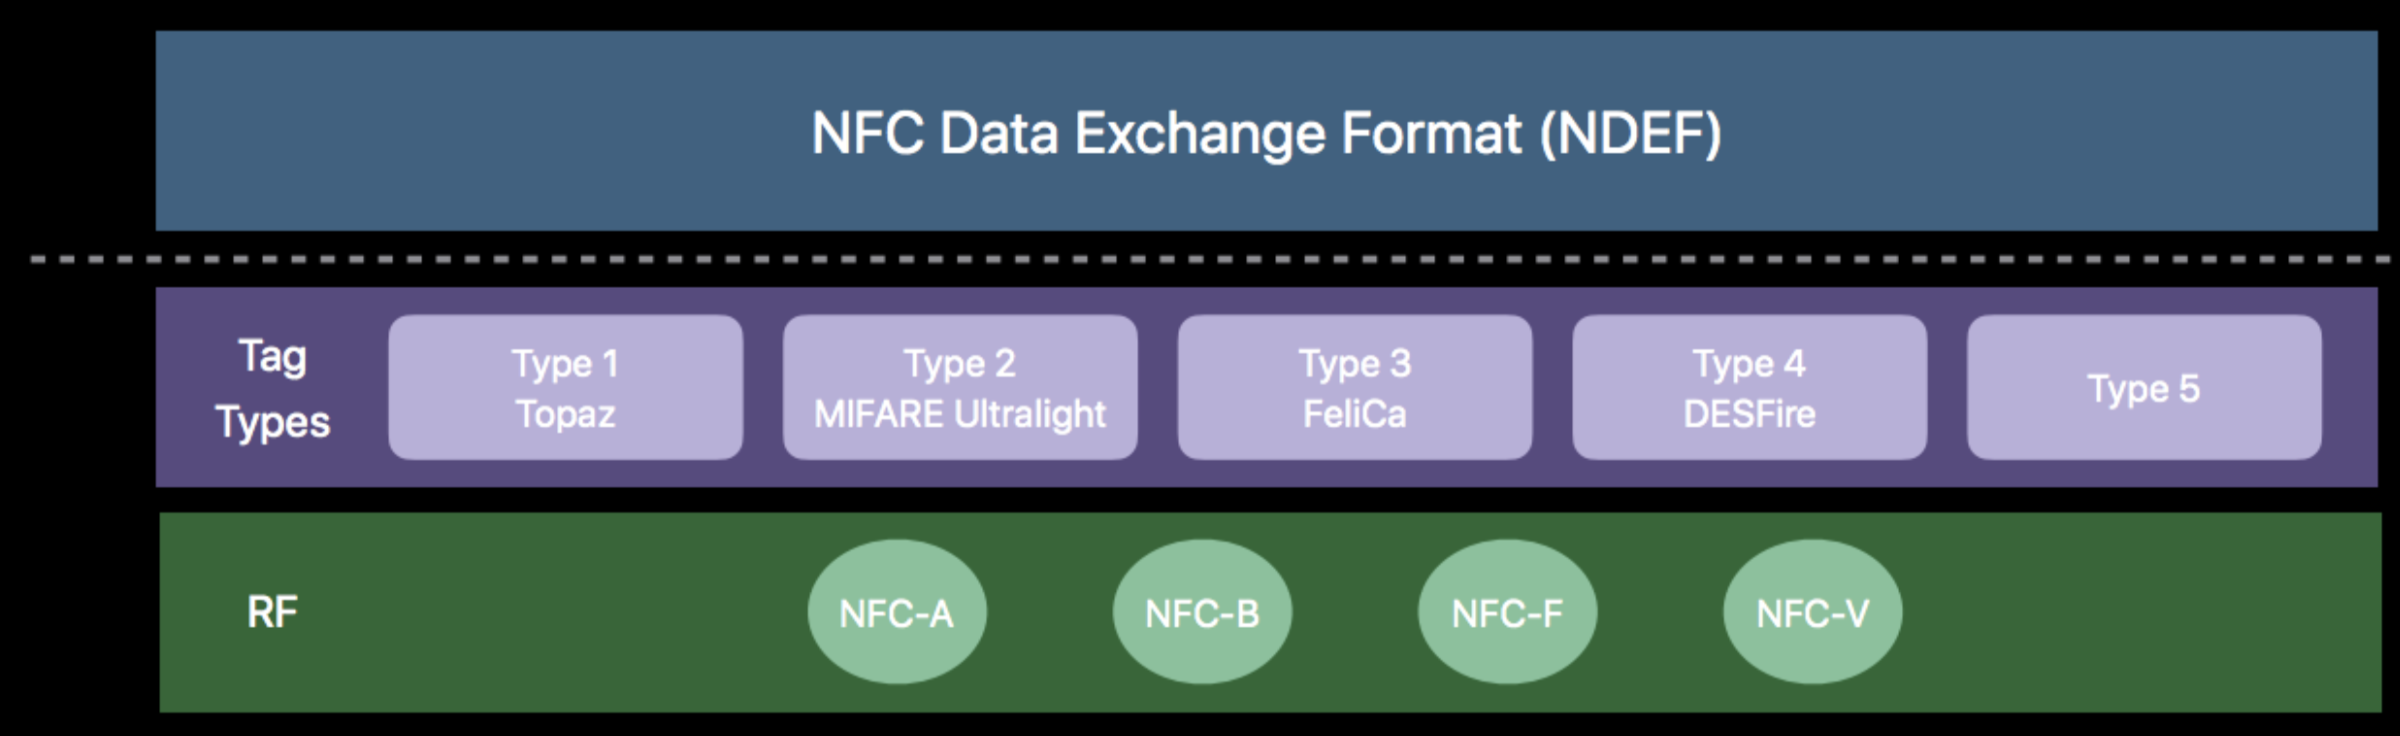 NFC Data Exchange Format (NDEF)
Tag
Types
Type 1
Topaz
Type 2
MIFARE Ultralight
Type 3
FeliCa
Type 4
DESFire
Type 5
RF
NFC-A
NFC-B
NFC-F
NFC-V